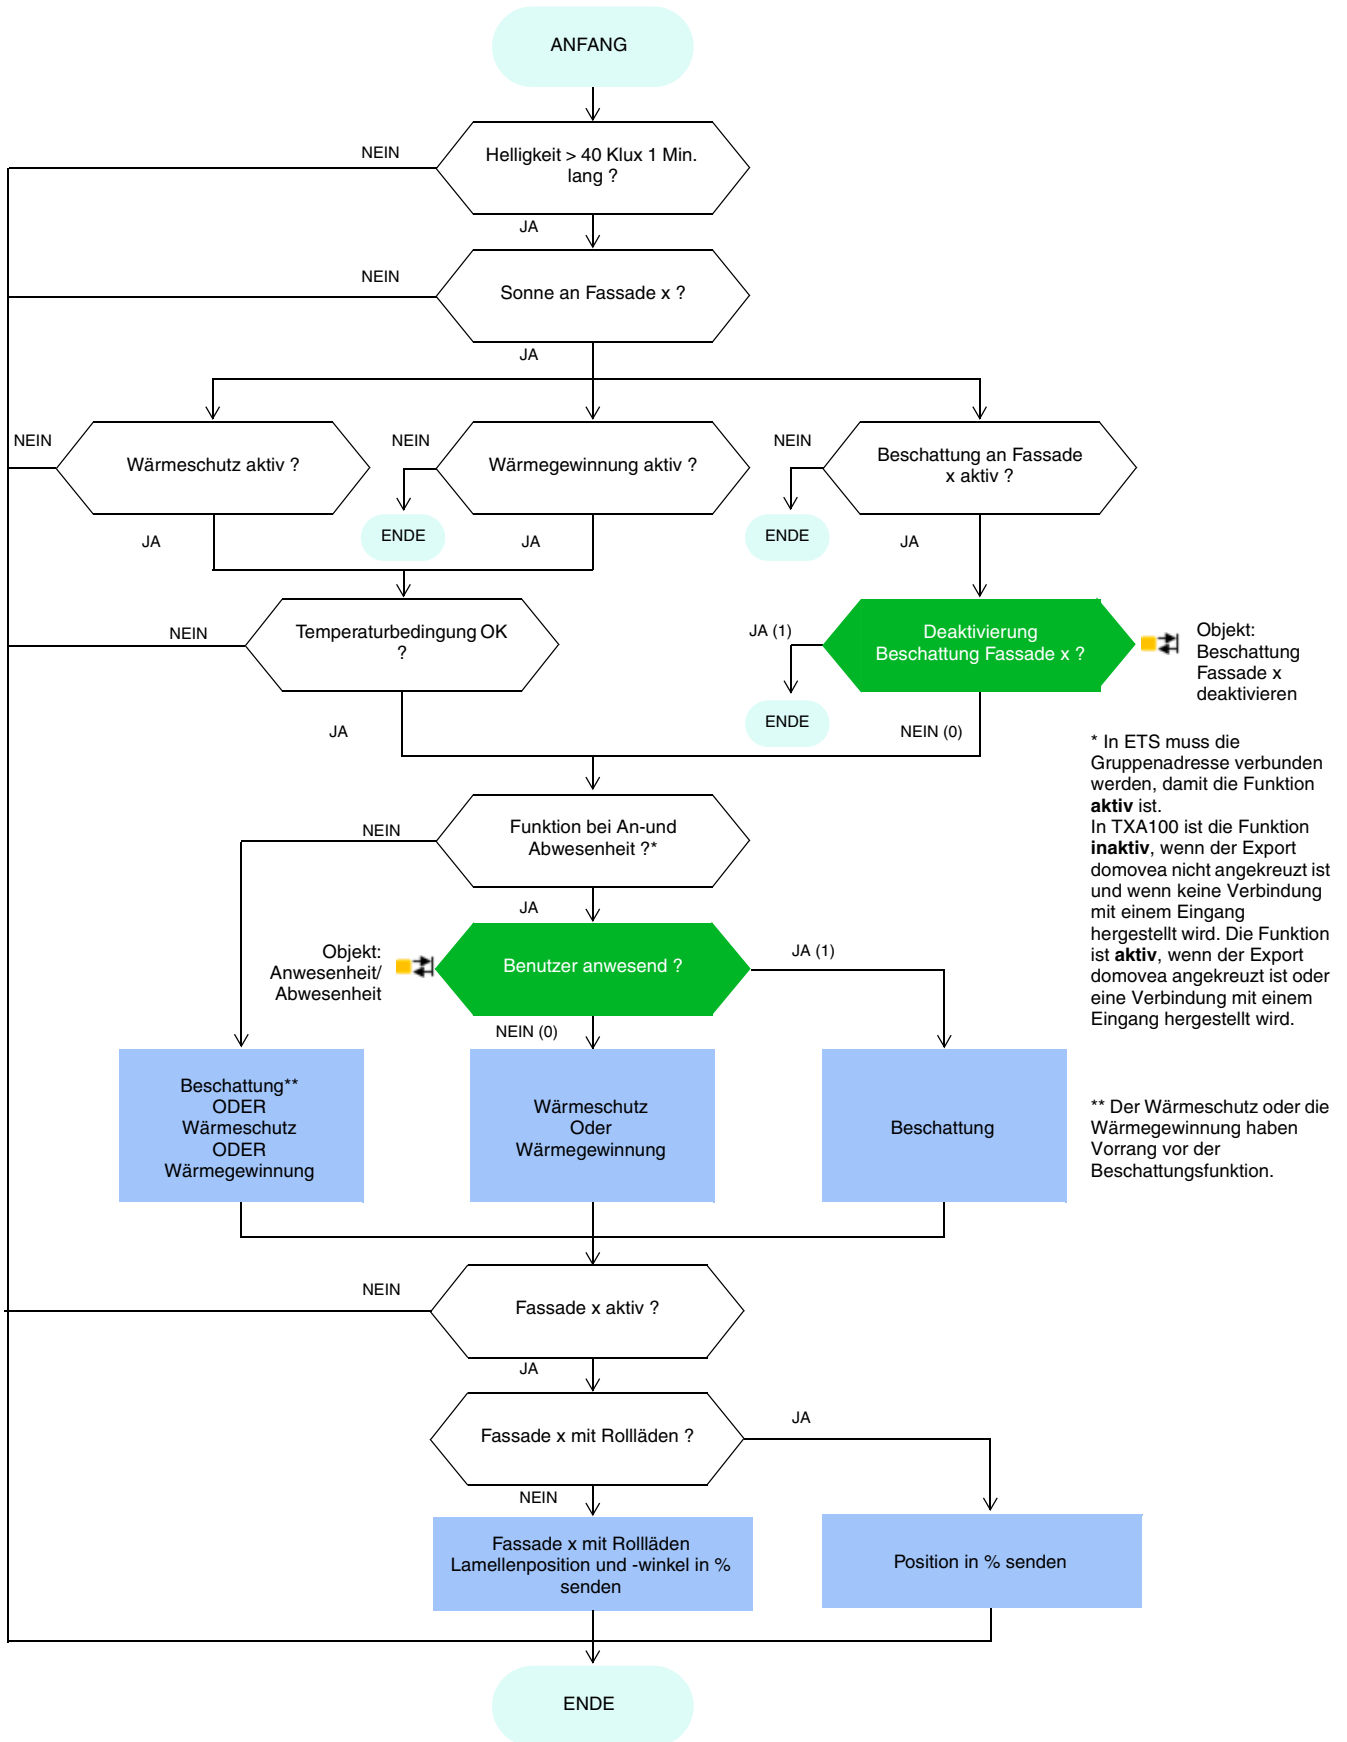 ANFANG
NEIN
Helligkeit > 40 Klux 1 Min.
lang ?
JA
NEIN
Sonne an Fassade x ?
JA
NEIN
Wärmeschutz aktiv ?
NEIN
Wärmegewinnung aktiv ?
NEIN
Beschattung an Fassade
x aktiv ?
JA
ENDE
JA
ENDE
JA
NEIN
Temperaturbedingung OK
?
JA (1)
Deaktivierung
Beschattung Fassade x ?
Objekt:
Beschattung
Fassade x
deaktivieren
ENDE
JA
NEIN (0)
* In ETS muss die
Gruppenadresse verbunden
werden, damit die Funktion
aktiv ist.
In TXA100 ist die Funktion
inaktiv, wenn der Export
domovea nicht angekreuzt ist
und wenn keine Verbindung
mit einem Eingang
hergestellt wird. Die Funktion
ist aktiv, wenn der Export
domovea angekreuzt ist oder
eine Verbindung mit einem
Eingang hergestellt wird.
NEIN
Funktion bei An-und
Abwesenheit ?*
JA
Objekt:
Anwesenheit/
Abwesenheit
Benutzer anwesend ?
JA (1)
NEIN (0)
Beschattung**
ODER
Wärmeschutz
ODER
Wärmegewinnung
Wärmeschutz
Oder
Wärmegewinnung
Beschattung
** Der Wärmeschutz oder die
Wärmegewinnung haben
Vorrang vor der
Beschattungsfunktion.
NEIN
Fassade x aktiv ?
JA
Fassade x mit Rollläden ?
JA
NEIN
Fassade x mit Rollläden
Lamellenposition und -winkel in %
senden
Position in % senden
ENDE